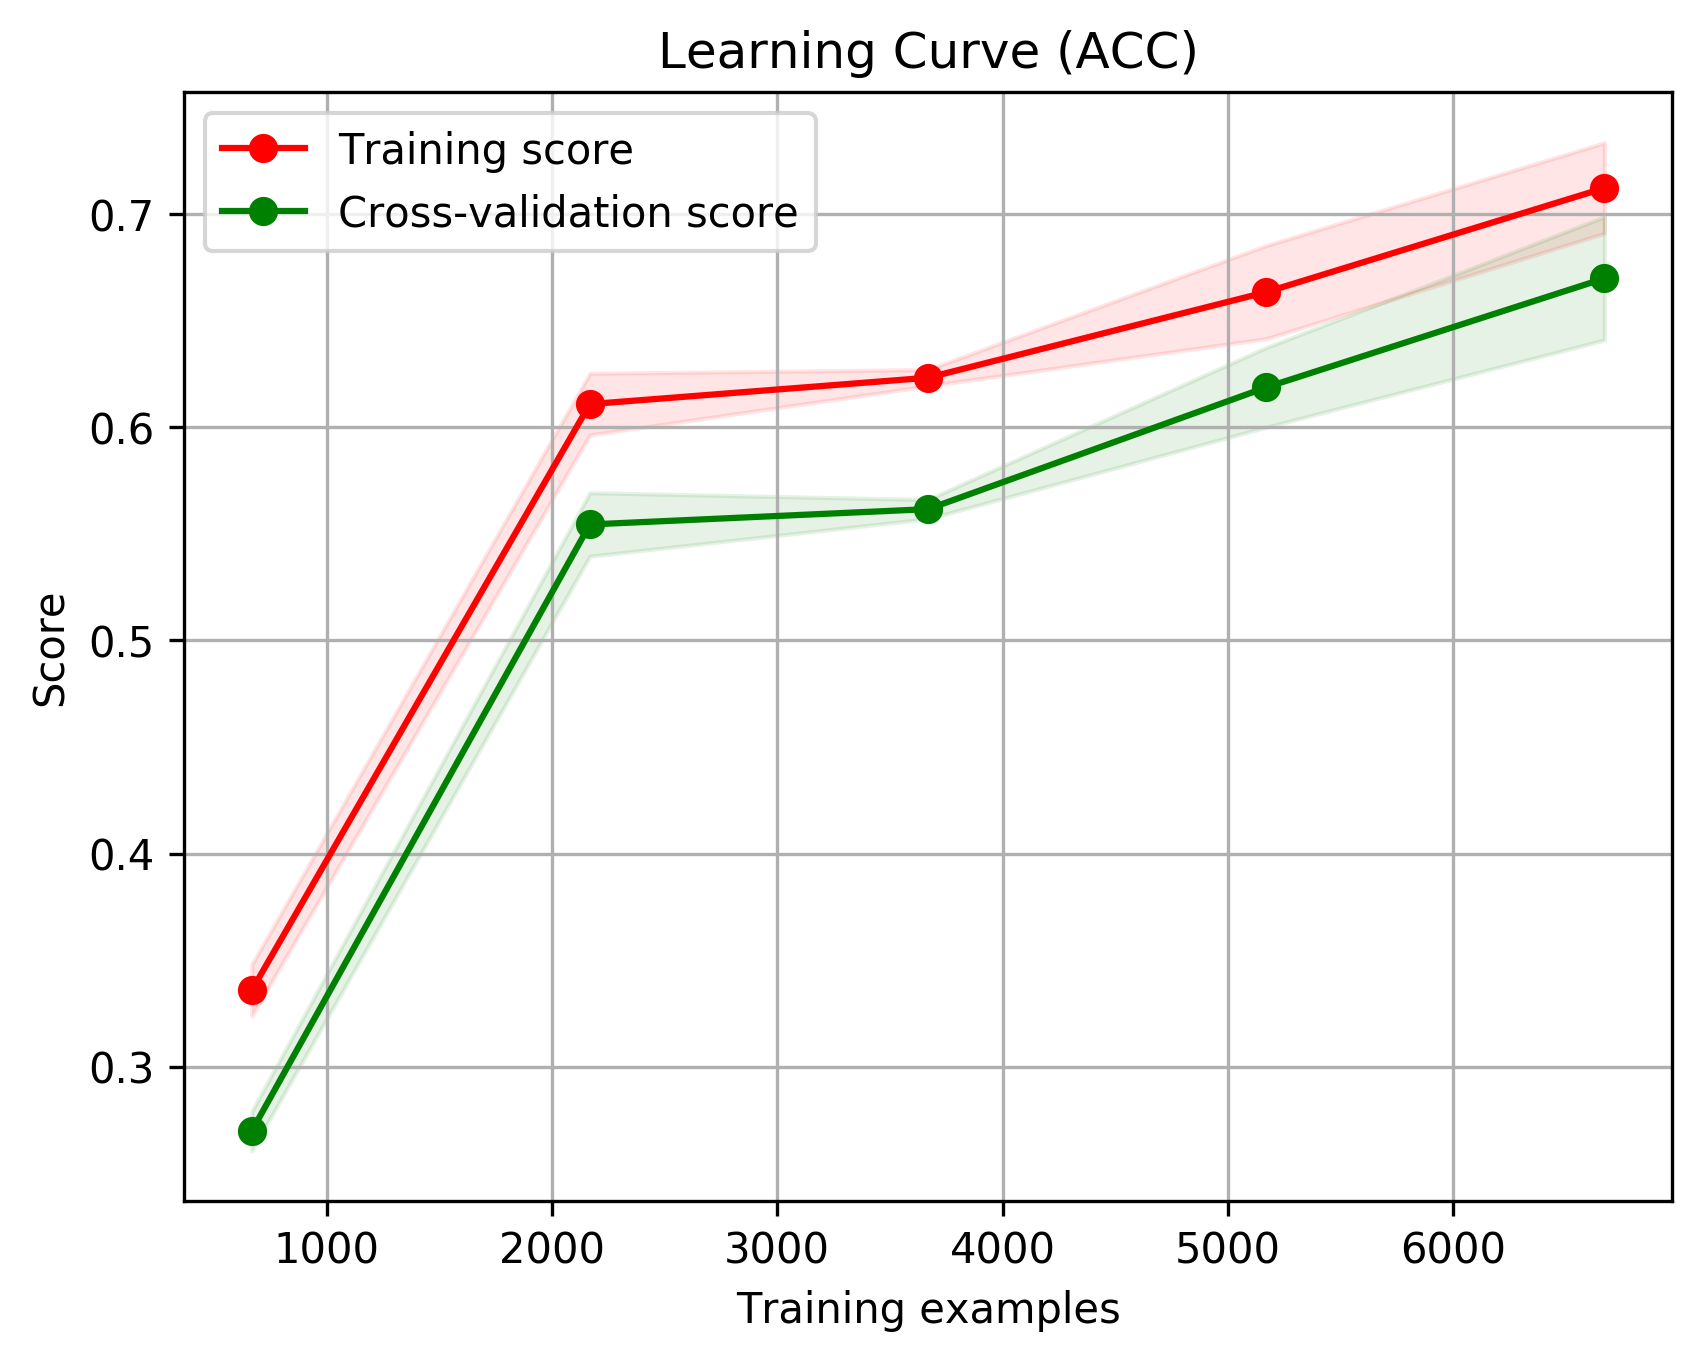 Learning Curve (ACC)
Training score
Cross-validation score
0.7
0.6
0.5
0.4
0.3
Score
1000 2000 3000 4000 5000 6000
Training examples